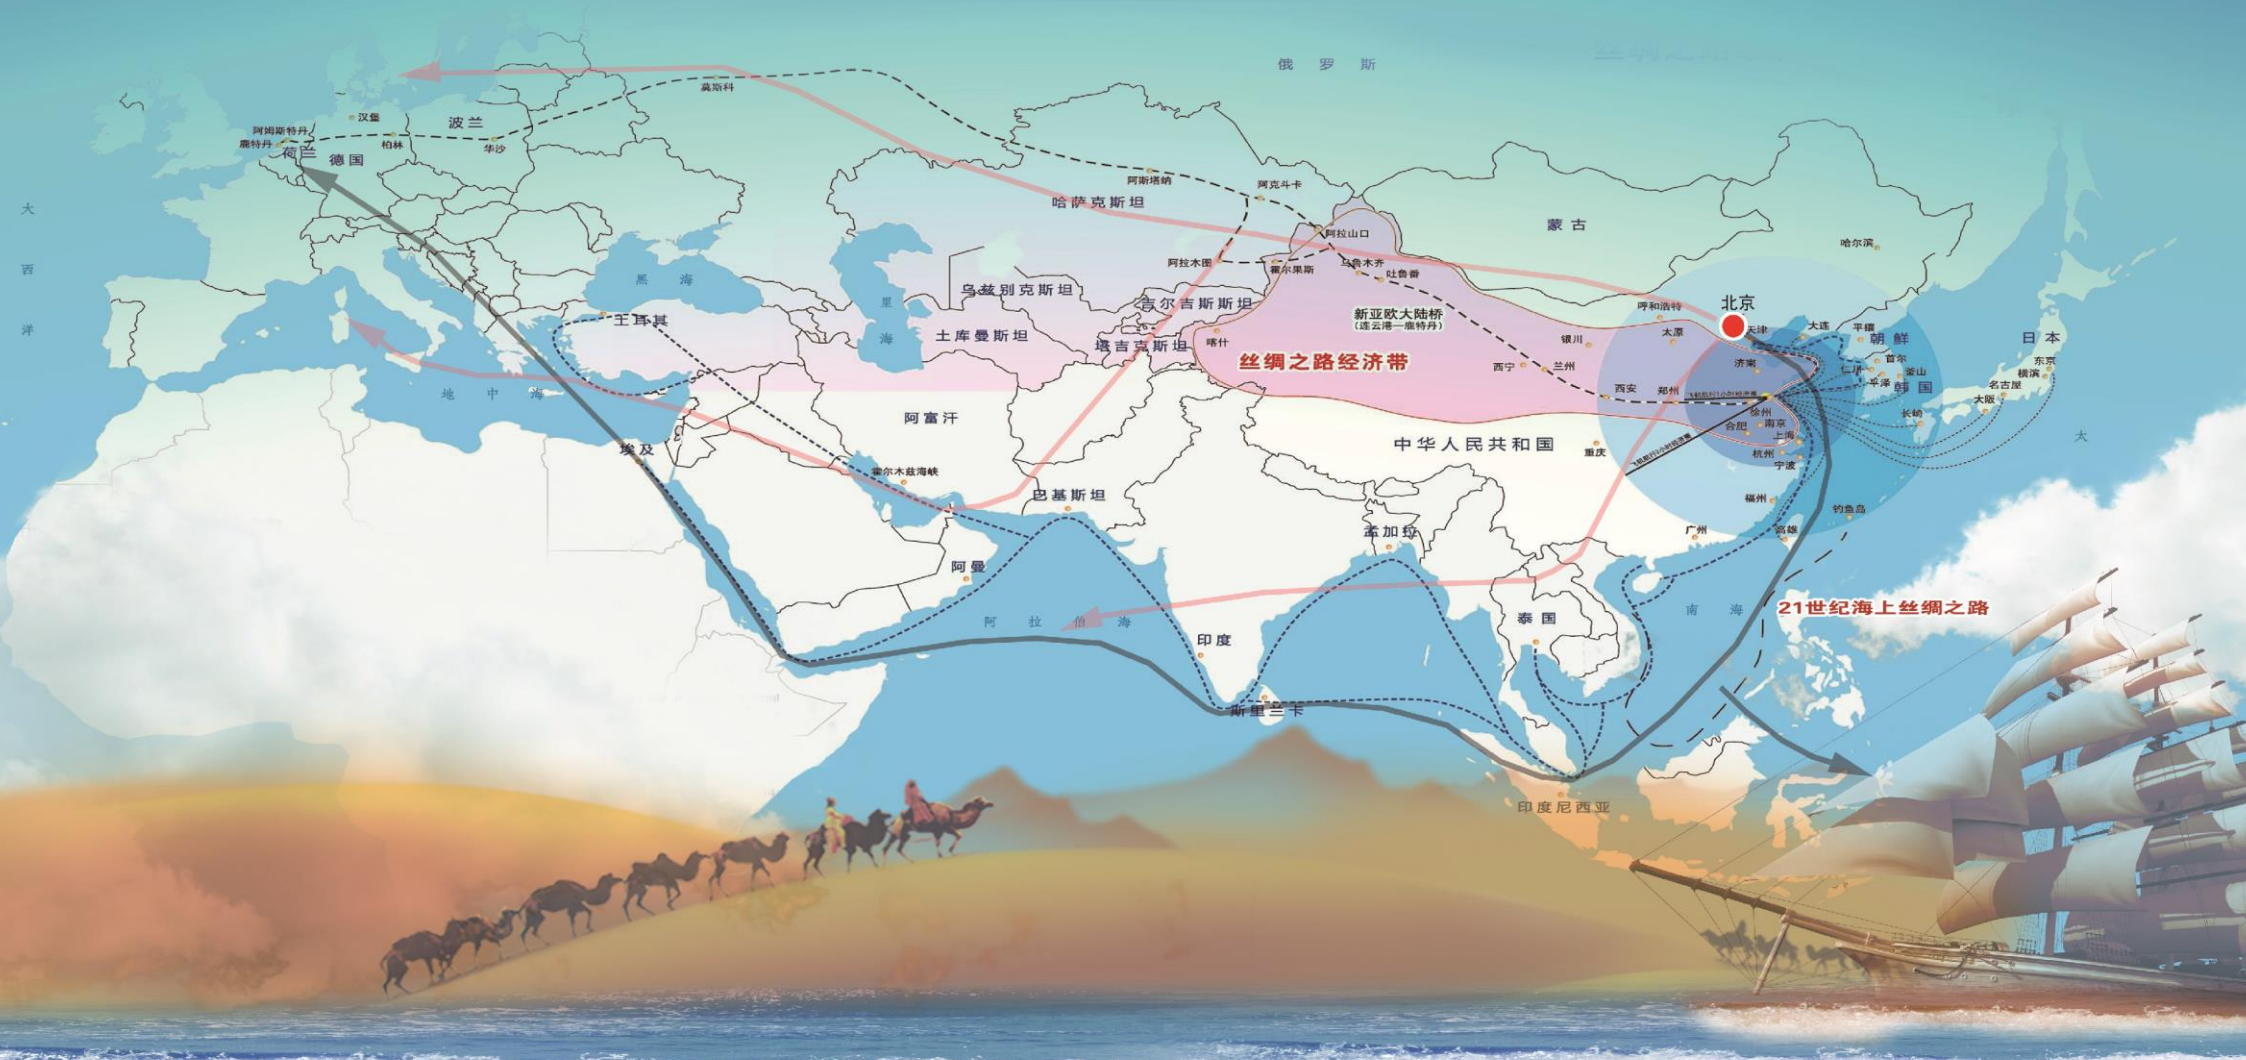 俄罗斯
莫斯科
汉堡
波兰
阿姆斯特丹
鹿特丹
荷兰
德国
柏林
华沙
阿斯塔纳
阿克斗卡
哈萨克斯坦
大西洋
蒙古
阿拉山口
哈尔滨
阿拉木图
霍尔果斯
乌鲁木齐
吐鲁番
黑海
里海
乌兹别克斯坦
吉尔吉斯斯坦
北京
呼和浩特
新亚欧大陆桥
(连云港—鹿特丹)
土耳其
土库曼斯坦
塔吉克斯坦
喀什
银川
太原
天津
大连
平壤
朝鲜
日本
丝绸之路经济带
西宁
兰州
济南
首尔
仁川
釜山
平泽
韩国
东京
横滨
名古屋
大阪
地中海
西安
郑州
徐州
长崎
阿富汗
中华人民共和国
合肥
南京
上海
太
埃及
重庆
杭州
宁波
霍尔木兹海峡
巴基斯坦
福州
钓鱼岛
孟加拉
广州
高雄
阿曼
阿拉伯海
泰国
南海
21世纪海上丝绸之路
印度
斯里兰卡
印度尼西亚